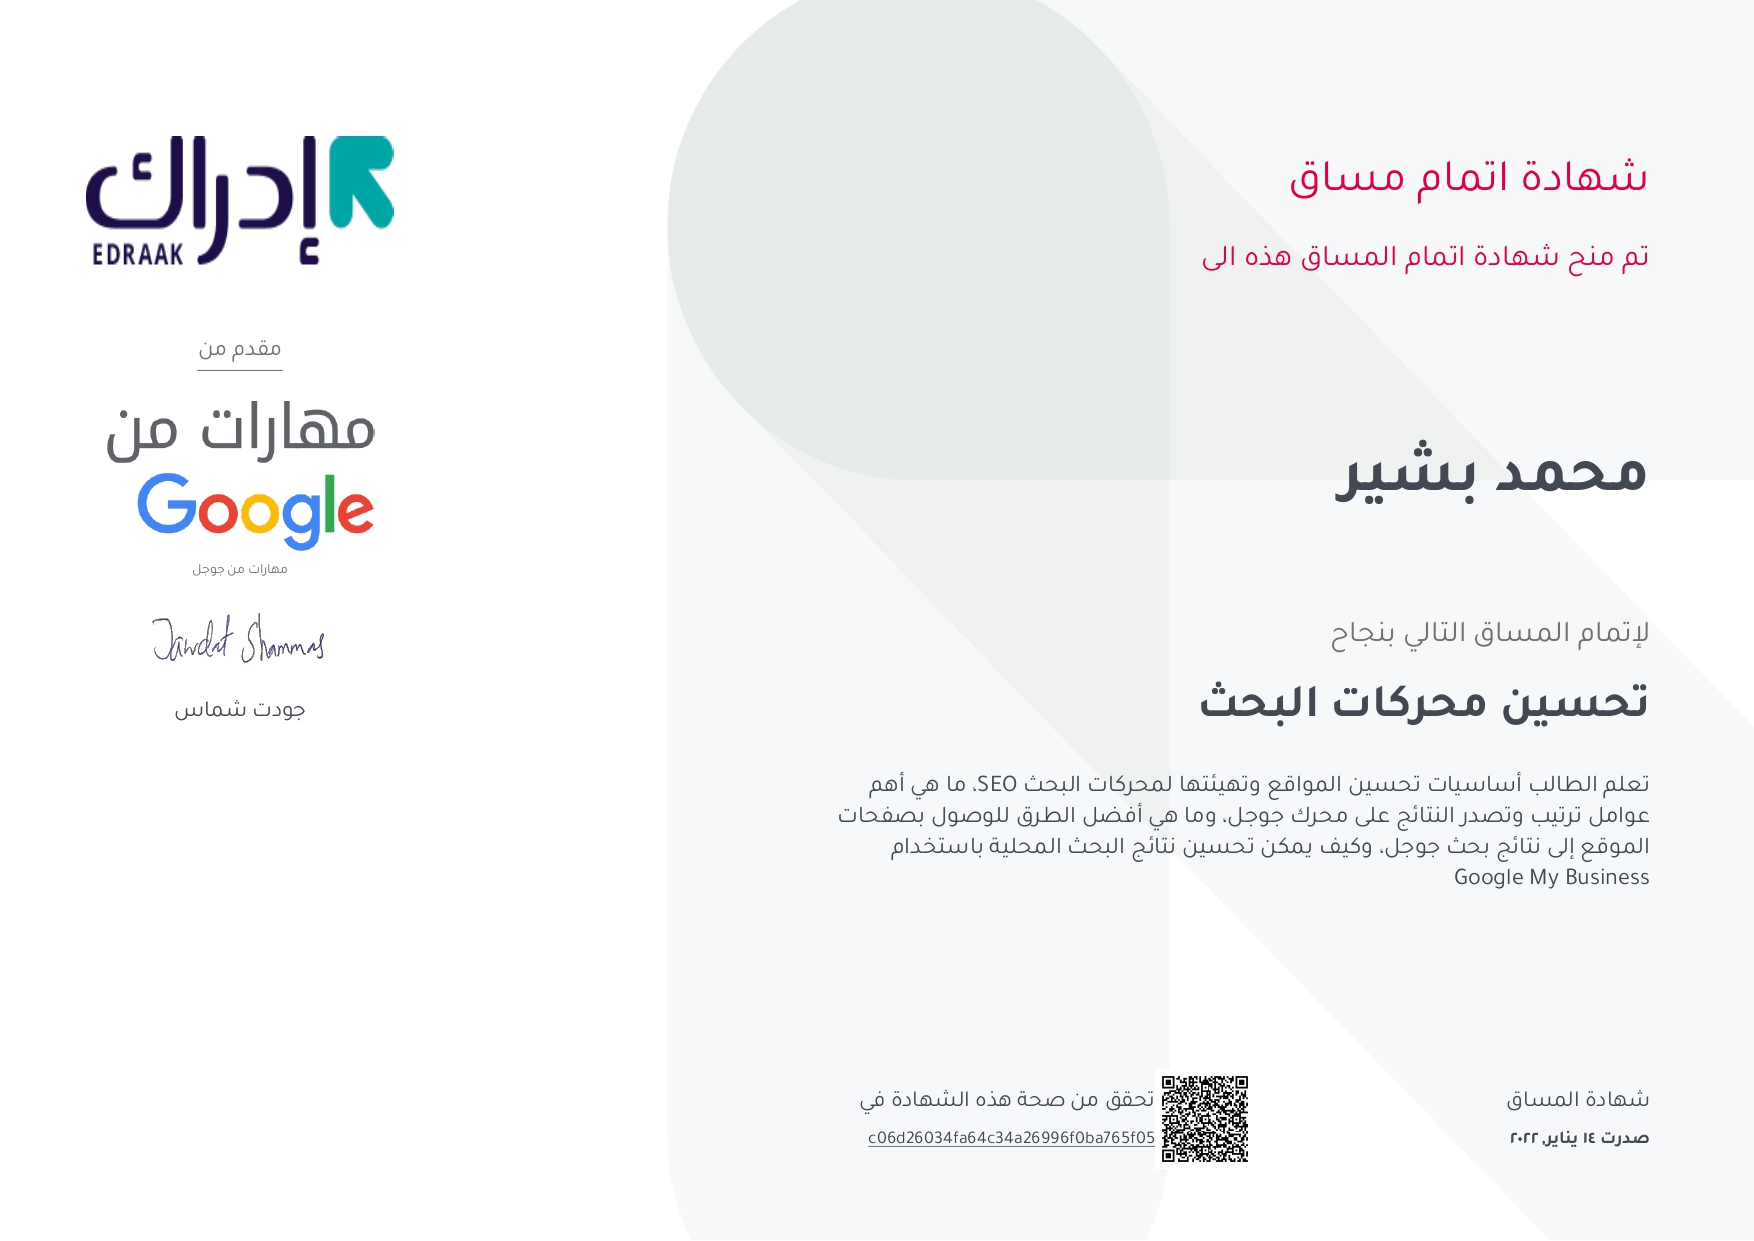 شهادة اتمام مساق
تم منح شهادة اتمام المساق هذه الى
محمد بشير
لإتمام المساق التالي بنجاح
تحسين محركات البحث
تعلم الطالب أساسيات تحسين المواقع وتهيئتها لمحركات البحث SEO، ما هي أهم
عوامل ترتيب وتصدر النتائج على محرك جوجل، وما هي أفضل الطرق للوصول بصفحات
الموقع إلى نتائج بحث جوجل، وكيف يمكن تحسين نتائج البحث المحلية باستخدام
Google My Business
شهادة المساق
صدرت ١٤ يناير, ٢٠٢٢
تحقق من صحة هذه الشهادة في
c06d26034fa64c34a26996f0ba765f05
إدراك
EDRAAK
مقدم من
مهارات من
Google
مهارات من جوجل
Jawdat Shammas
جودت شماس